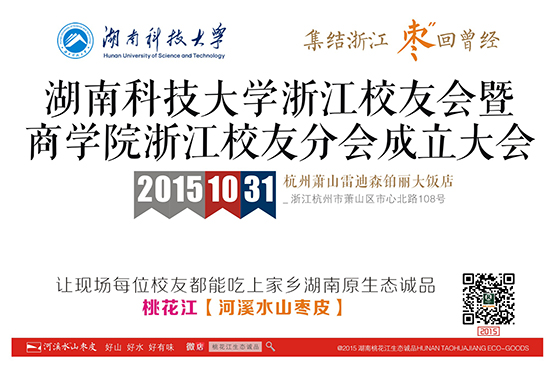 湖南科技大学
Hunan University of Science and Technology
集结浙江 枣"回曾经
湖南科技大学浙江校友会暨
商学院浙江校友分会成立大会
2015 10 31
杭州萧山雷迪森铂丽大饭店
_ 浙江杭州市萧山区市心北路108号
让现场每位校友都能吃上家乡湖南原生态诚品
桃花江【河溪水山枣皮】
2015
河溪水山枣皮 好山 好水 好有味 微店 桃花江生态诚品 @2015 湖南桃花江生态诚品HUNAN TAOHUAJIANG ECO-GOODS